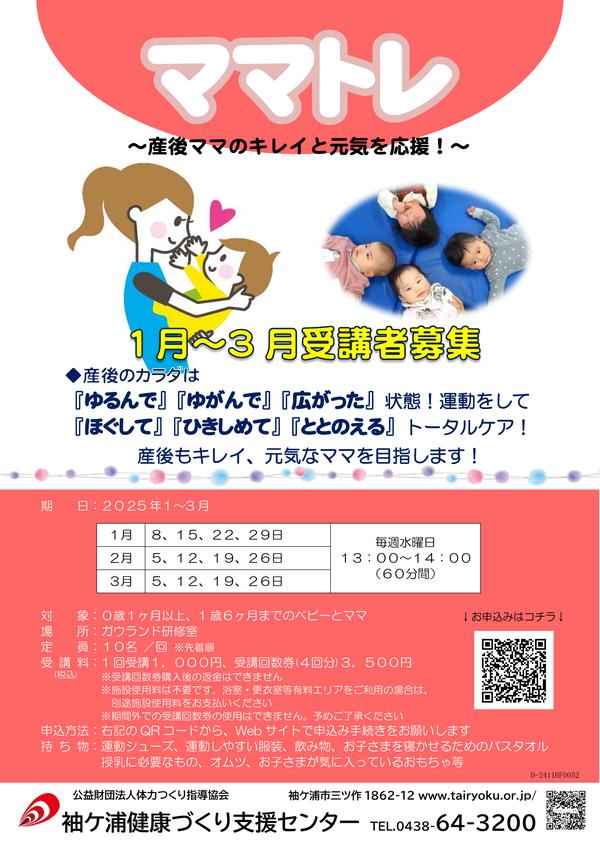 ママトレ
～産後ママのキレイと元気を応援！～
1月～3月受講者募集
◆産後のカラダは
『ゆるんで』『ゆがんで』『広がった』状態！運動をして
『ほぐして』『ひきしめて』『ととのえる』トータルケア！
産後もキレイ、元気なママを目指します！
期　　日：２０２５年１～３月
1月 8、15、22、29日
2月 5、12、19、26日
3月 5、12、19、26日
毎週水曜日
１３：００～１４：００
（６０分間）
対　　象：０歳１ヶ月以上、１歳６ヶ月までのベビーとママ
↓お申込みはコチラ↓
場　　所：ガウランド研修室
定　　員：１０名 ／回 ※先着順
受 講 料：１回受講１，０００円、受講回数券(４回分)３，５００円
(税込)
※受講回数券購入後の返金はできません
※施設使用料は不要です。浴室・更衣室等有料エリアをご利用の場合は、
別途施設使用料をお支払いください
※期間外での受講回数券の使用はできません。予めご了承ください
申込方法：右記のＱＲコードから、Ｗｅｂサイトで申込み手続きをお願いします
持 ち 物：運動シューズ、運動しやすい服装、飲み物、お子さまを寝かせるためのバスタオル
授乳に必要なもの、オムツ、お子さまが気に入っているおもちゃ等
D-2411HF0052
公益財団法人体力つくり指導協会
袖ケ浦市三ツ作 1862-12 www.tairyoku.or.jp/
袖ケ浦健康づくり支援センター TEL.0438-64-3200